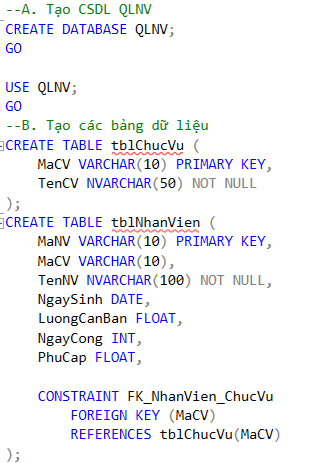 --A. Tạo CSDL QLNV
CREATE DATABASE QLNV;
GO
USE QLNV;
GO
--B. Tạo các bảng dữ liệu
CREATE TABLE tblChucVu (
MaCV VARCHAR(10) PRIMARY KEY,
TenCV NVARCHAR(50) NOT NULL
);
CREATE TABLE tblNhanVien (
MaNV VARCHAR(10) PRIMARY KEY,
MaCV VARCHAR(10),
TenNV NVARCHAR(100) NOT NULL,
NgaySinh DATE,
LuongCanBan FLOAT,
NgayCong INT,
PhuCap FLOAT,
CONSTRAINT FK_NhanVien_ChucVu
FOREIGN KEY (MaCV)
REFERENCES tblChucVu(MaCV)
);